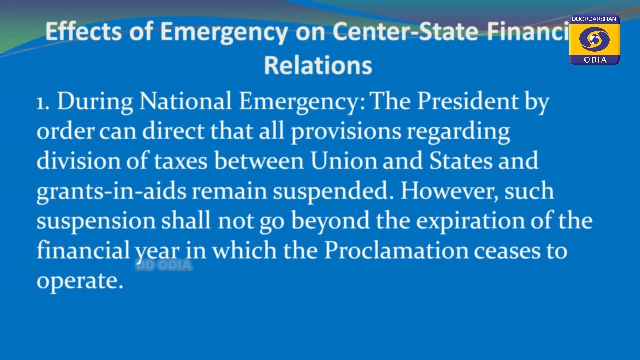 Effects of Emergency on Center-State Financi
Relations
DOORDARSHAN
ODIA
1. During National Emergency: The President by
order can direct that all provisions regarding
division of taxes between Union and States and
grants-in-aids remain suspended. However, such
suspension shall not go beyond the expiration of the
financial year in which the Proclamation ceases to
operate.
DD ODIA